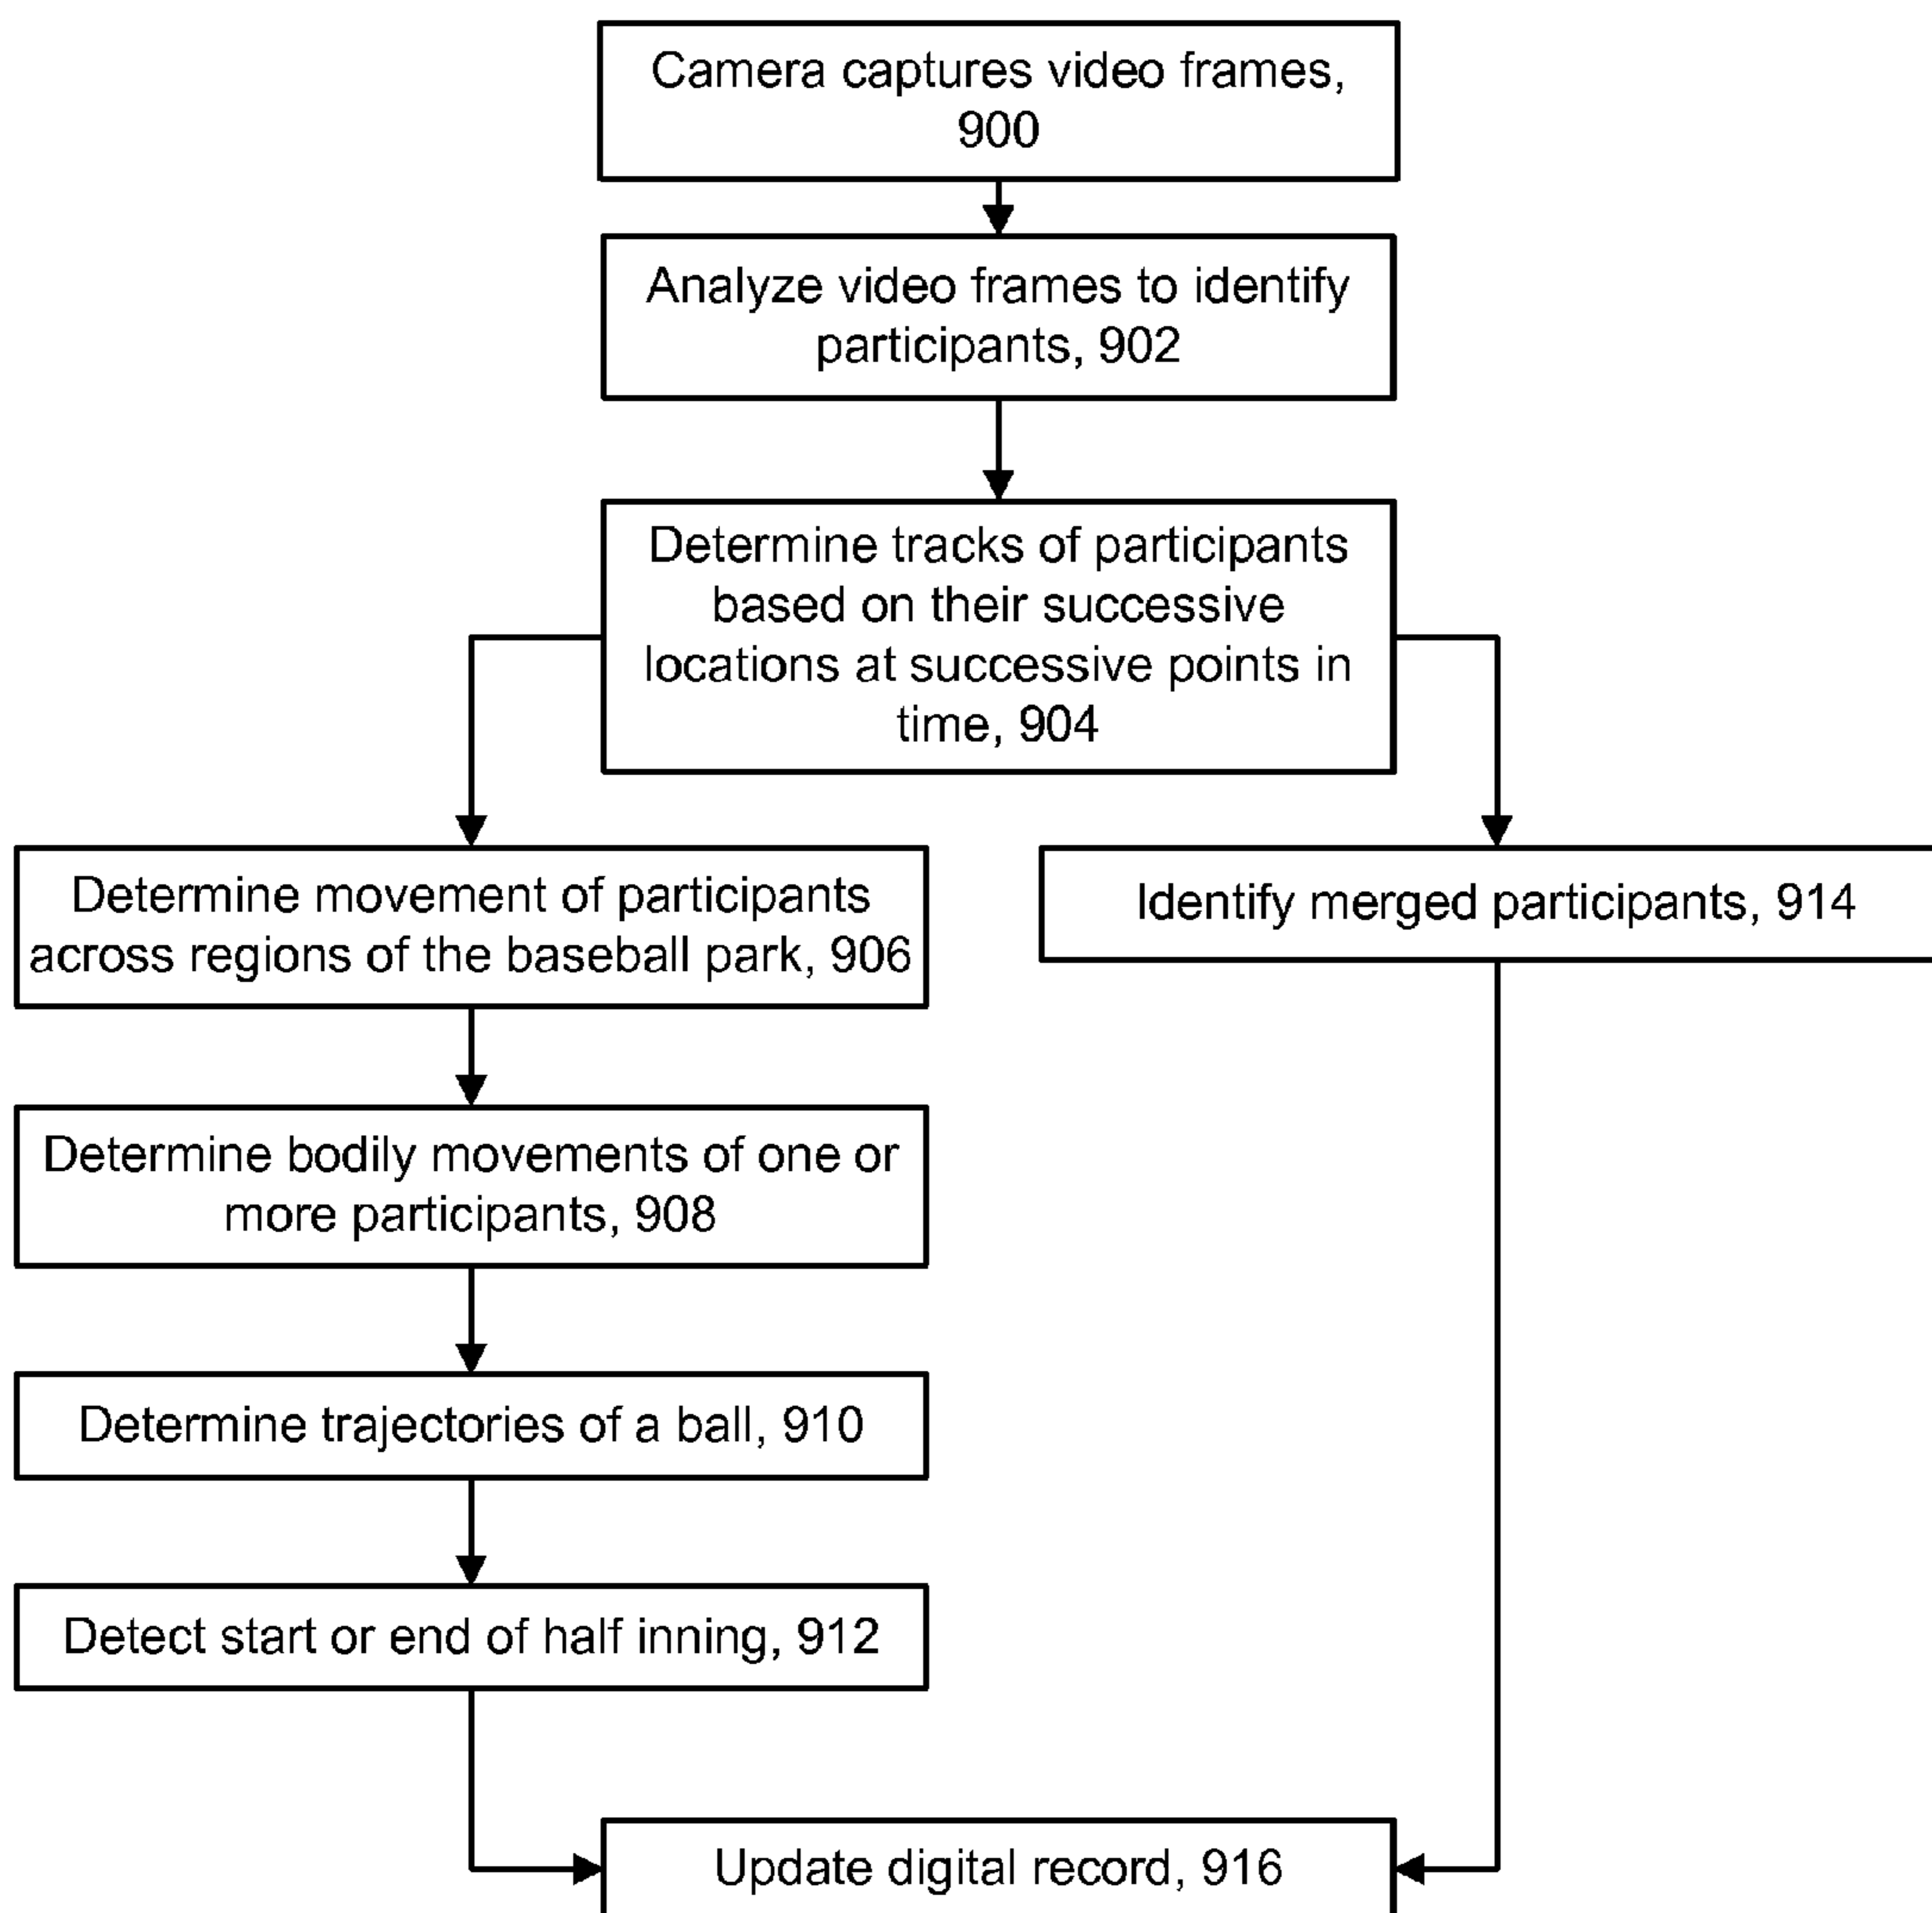 Camera captures video frames,
900
Analyze video frames to identify
participants, 902
Determine tracks of participants
based on their successive
locations at successive points in
time, 904
Determine movement of participants
across regions of the baseball park, 906
Identify merged participants, 914
Determine bodily movements of one or
more participants, 908
Determine trajectories of a ball, 910
Detect start or end of half inning, 912
Update digital record, 916